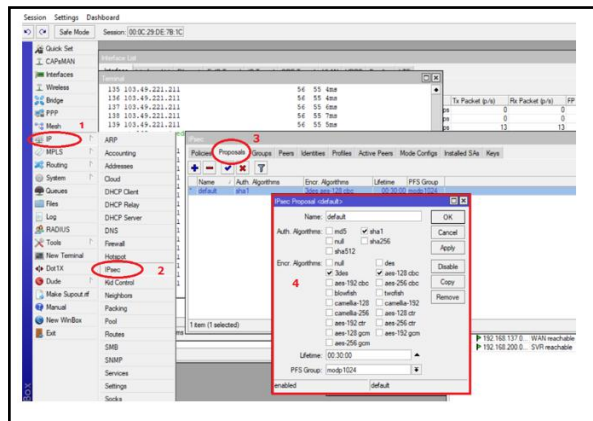 Session Settings Dashboard
Safe Mode Session: 00:0C:29:DE:7B:1C
Quick Set
CAPsMAN
Interfaces
Wireless
Bridge
PPP
Mesh
IP
MPLS
Routing
System
Queues
Files
Log
RADIUS
Tools
New Terminal
Dot1X
Dude
Make Supout.rif
Manual
New WinBox
Exit
1
ARP
Accounting
Addresses
Cloud
DHCP Client
DHCP Relay
DHCP Server
DNS
Firewall
Hotspot
IPsec
Kid Control
Neighbors
Packing
Pool
Routes
SMB
SNMP
Services
Settings
Socks
2
Interface List
Terminal
135 103.49.221.211 56 55 4ms
136 103.49.221.211 56 55 4ms
137 103.49.221.211 56 55 4ms
138 103.49.221.211 56 55 7ms
139 103.49.221.211 56 55 5ms
Tx Packet (p/s) Rx Packet (p/s) FP
0 0
0 0
13 13
3
IPsec
Policies Proposals Groups Peers Identities Profiles Active Peers Mode Configs Installed SAs Keys
Name Auth. Algorithms Encr. Algorithms Lifetime PFS Group
default sha1 3des aes-128 cbc 00:30:00 modp1024
1 item (1 selected)
IPsec Proposal <default>
Name: default
Auth. Algorithms: md5 sha1
null sha256
sha512
Encr. Algorithms: null des
3des aes-128 cbc
aes-192 cbc aes-256 cbc
blowfish twofish
camellia-128 camellia-192
camellia-256 aes-128 ctr
aes-192 ctr aes-256 ctr
aes-128 gcm aes-192 gcm
aes-256 gcm
Lifetime: 00:30:00
PFS Group: modp1024
enabled default
OK
Cancel
Apply
Disable
Copy
Remove
4
192.168.137.0... WAN reachable
192.168.200.0... SVR reachable